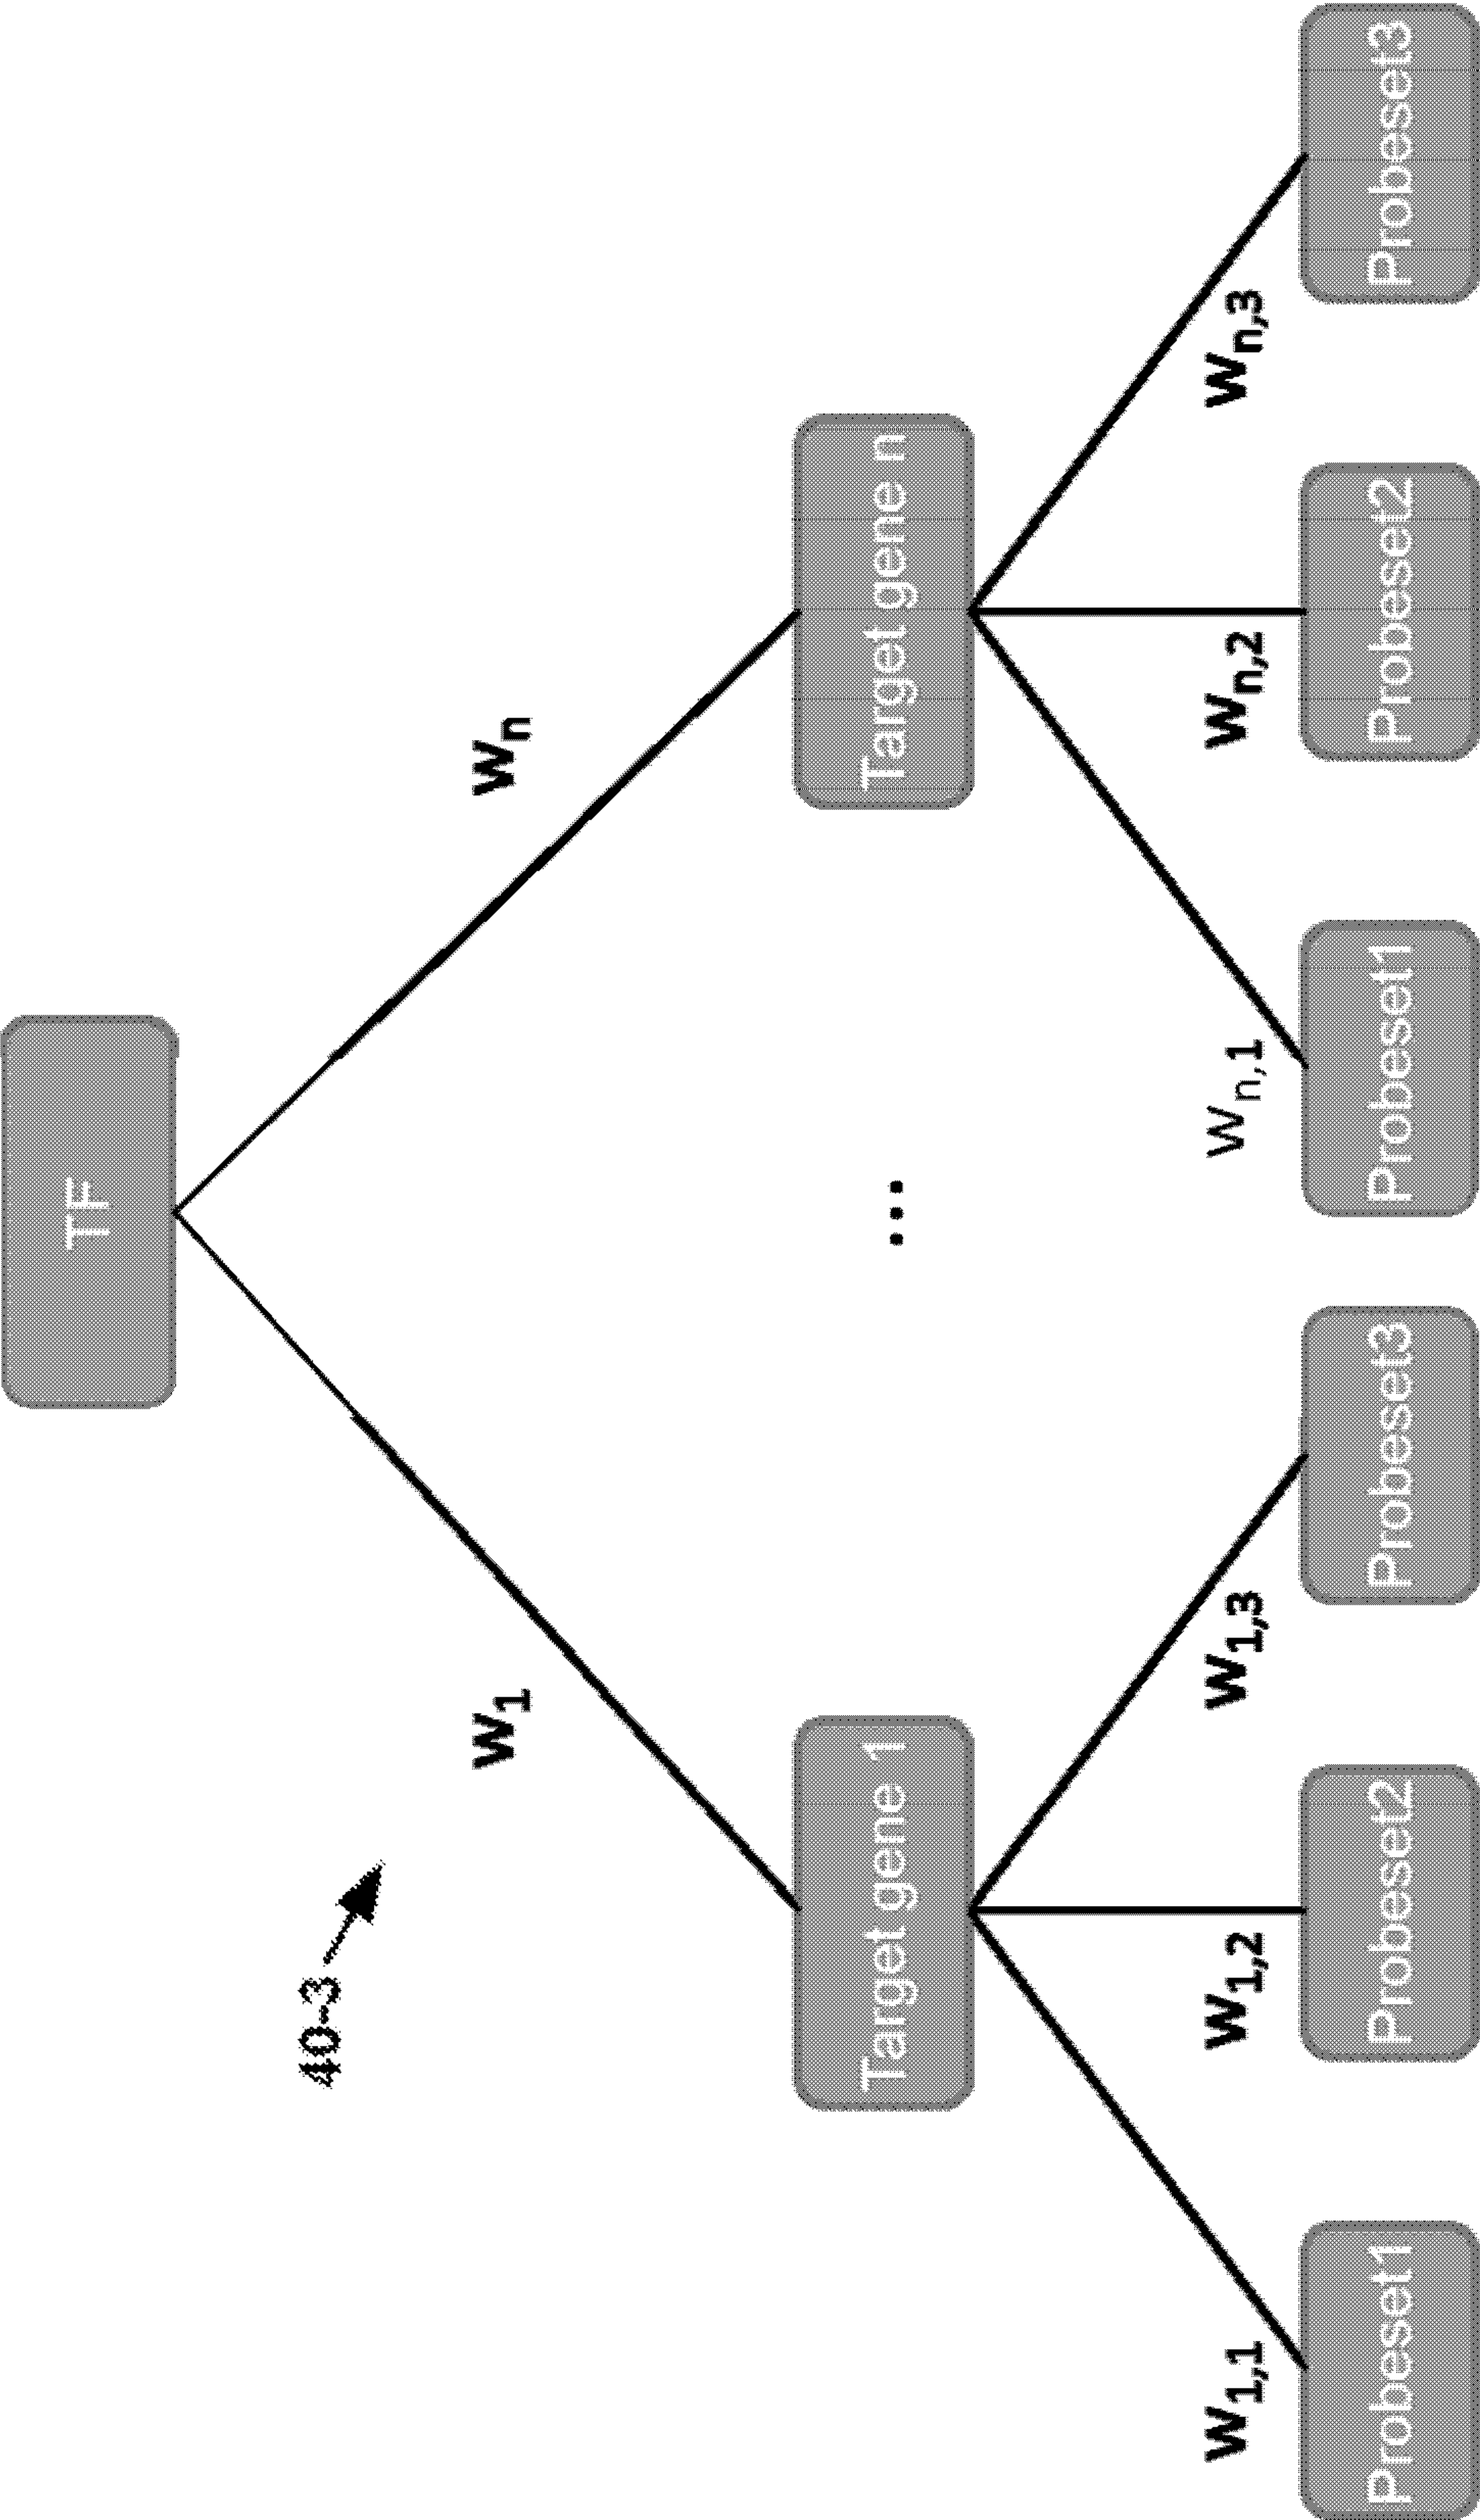 TF
40-3
w1
wn
Target gene 1
...
Target gene n
w1,1
w1,2
w1,3
wn,1
wn,2
wn,3
Probeset1
Probeset2
Probeset3
Probeset1
Probeset2
Probeset3